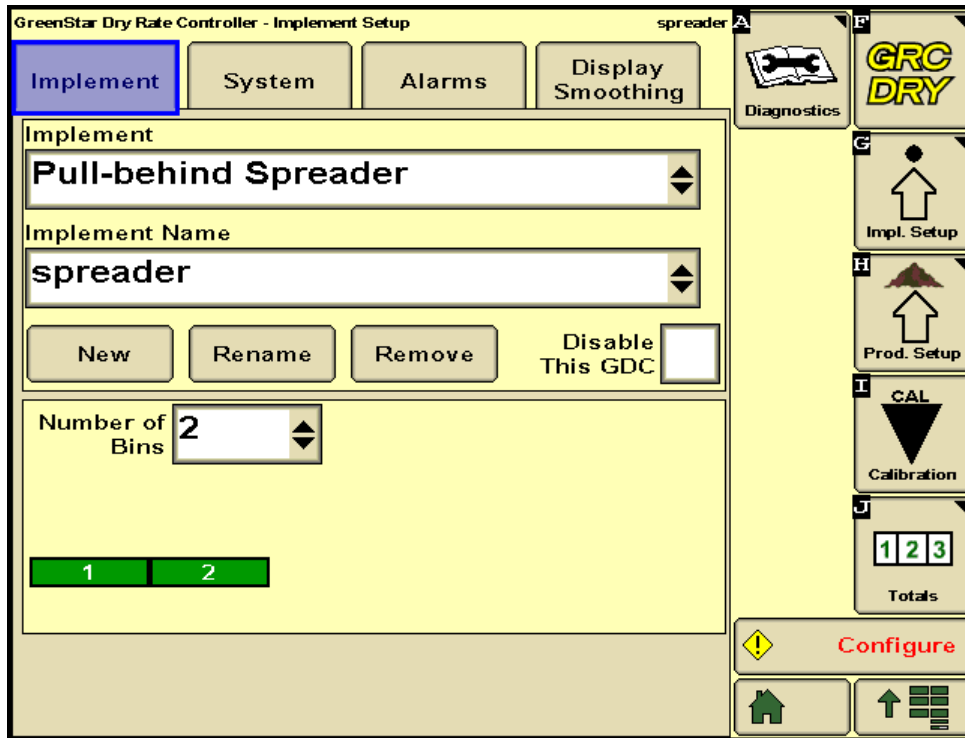 GreenStar Dry Rate Controller - Implement Setup
spreader
Implement
System
Alarms
Display
Smoothing
Implement
Pull-behind Spreader
Implement Name
spreader
New
Rename
Remove
Disable
This GDC
Number of
Bins
2
1
2
A
Diagnostics
F
GRC
DRY
G
Impl. Setup
H
Prod. Setup
I
CAL
Calibration
J
1 2 3
Totals
!
Configure